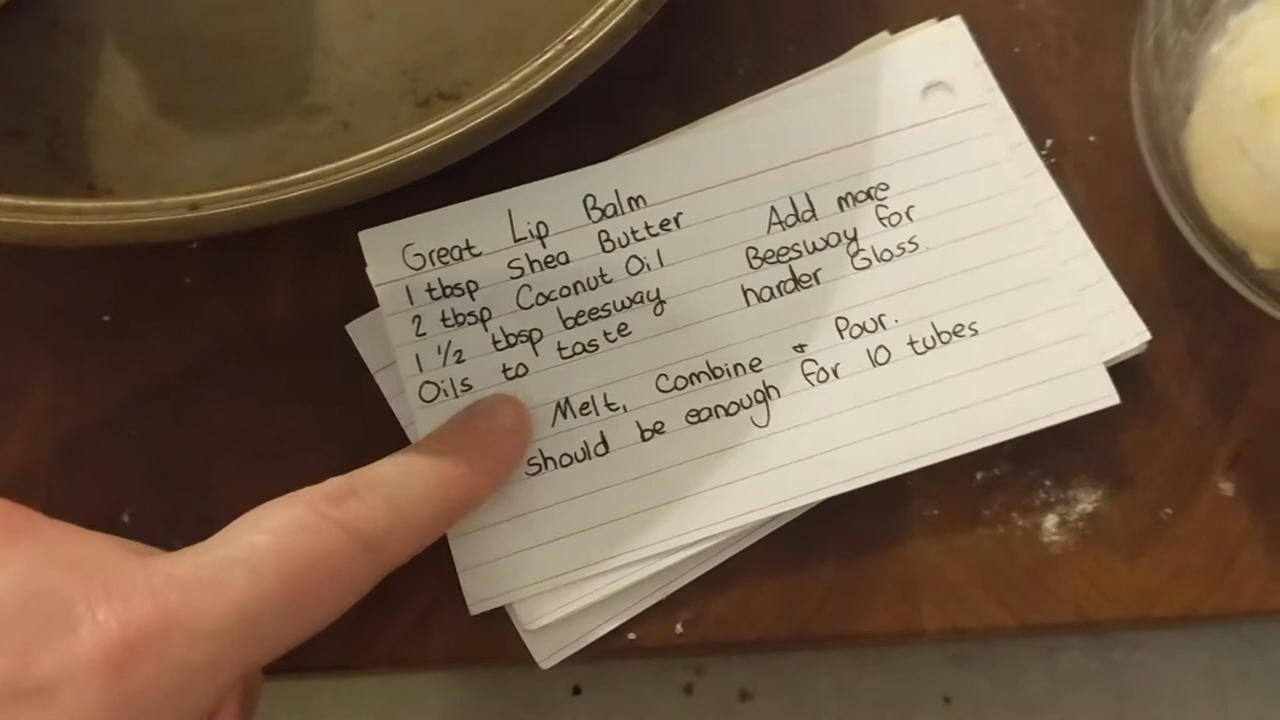 Great Lip Balm
1 tbsp Shea Butter
2 tbsp Coconut Oil
1 1/2 tbsp beesway
Oils to taste
Add more
Beesway for
harder Gloss.
Melt, Combine + Pour.
should be eanough for 10 tubes